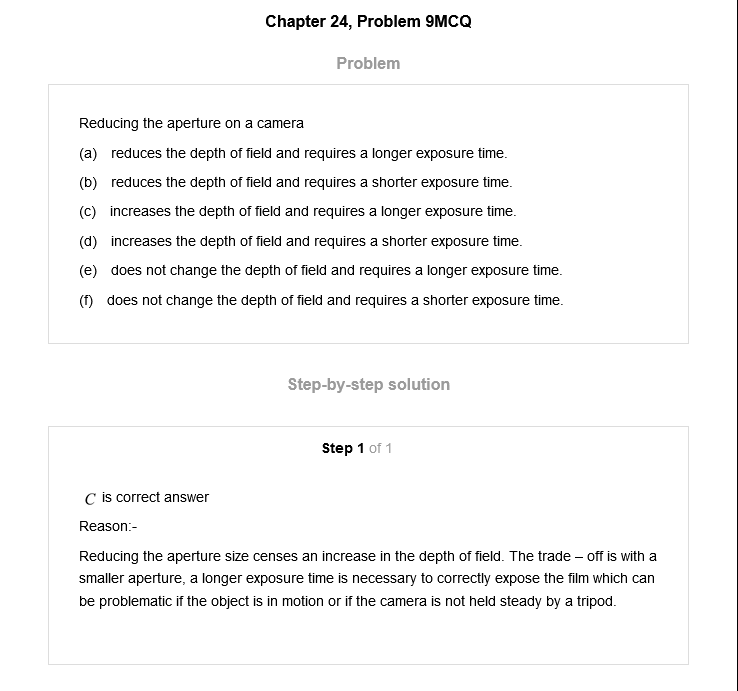 Chapter 24, Problem 9MCQ
Problem
Reducing the aperture on a camera
(a) reduces the depth of field and requires a longer exposure time.
(b) reduces the depth of field and requires a shorter exposure time.
(c) increases the depth of field and requires a longer exposure time.
(d) increases the depth of field and requires a shorter exposure time.
(e) does not change the depth of field and requires a longer exposure time.
(f) does not change the depth of field and requires a shorter exposure time.
Step-by-step solution
Step 1 of 1
C is correct answer
Reason:-
Reducing the aperture size censes an increase in the depth of field. The trade – off is with a
smaller aperture, a longer exposure time is necessary to correctly expose the film which can
be problematic if the object is in motion or if the camera is not held steady by a tripod.